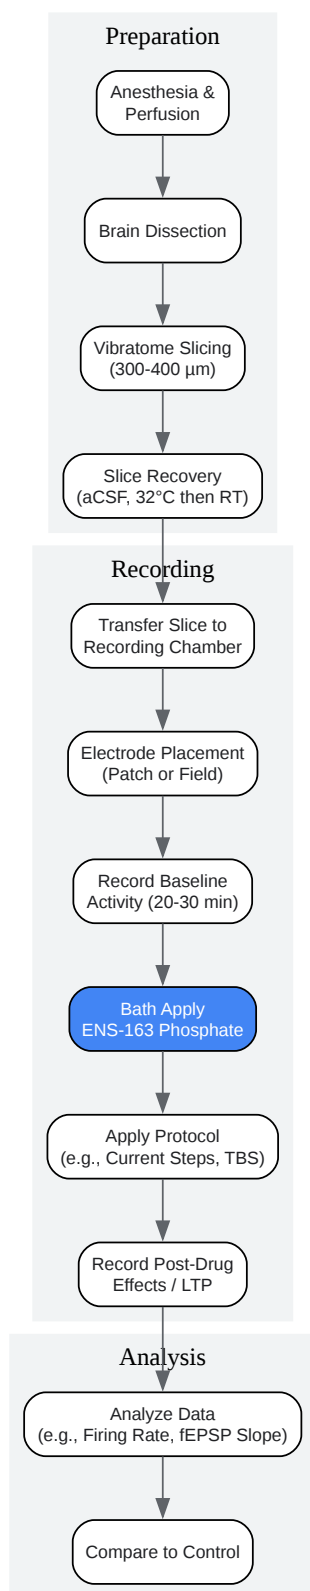 Preparation
Anesthesia &
Perfusion
Brain Dissection
Vibratome Slicing
(300-400 µm)
Slice Recovery
(aCSF, 32°C then RT)
Recording
Transfer Slice to
Recording Chamber
Electrode Placement
(Patch or Field)
Record Baseline
Activity (20-30 min)
Bath Apply
ENS-163 Phosphate
Apply Protocol
(e.g., Current Steps, TBS)
Record Post-Drug
Effects / LTP
Analysis
Analyze Data
(e.g., Firing Rate, fEPSP Slope)
Compare to Control